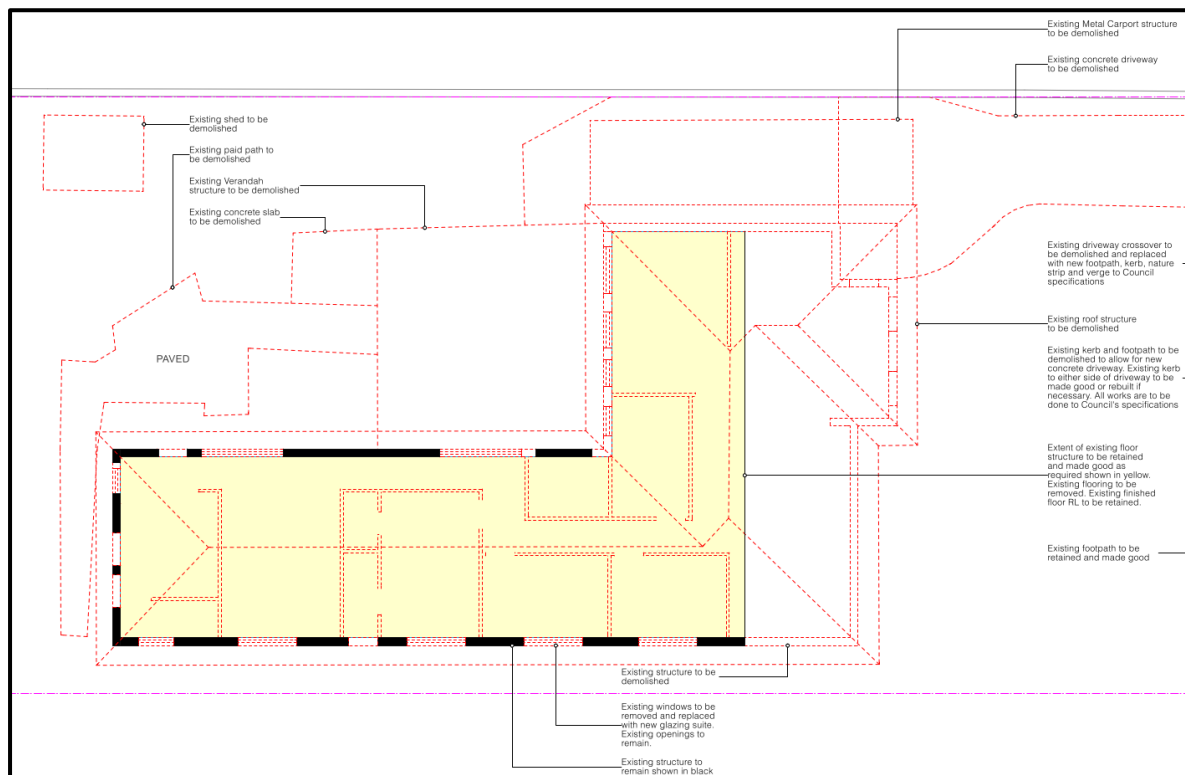 Existing Metal Carport structure
to be demolished
Existing concrete driveway
to be demolished
Existing shed to be
demolished
Existing paid path to
be demolished
Existing Verandah
structure to be demolished
Existing concrete slab
to be demolished
Existing driveway crossover to
be demolished and replaced
with new footpath, kerb, nature
strip and verge to Council
specifications
Existing roof structure
to be demolished
PAVED
Existing kerb and footpath to be
demolished to allow for new
concrete driveway. Existing kerb
to either side of driveway to be
made good or rebuilt if
necessary. All works are to be
done to Council's specifications
Extent of existing floor
structure to be retained
and made good as
required shown in yellow.
Existing flooring to be
removed. Existing finished
floor RL to be retained.
Existing footpath to be
retained and made good
Existing structure to be
demolished
Existing windows to be
removed and replaced
with new glazing suite.
Existing openings to
remain.
Existing structure to
remain shown in black